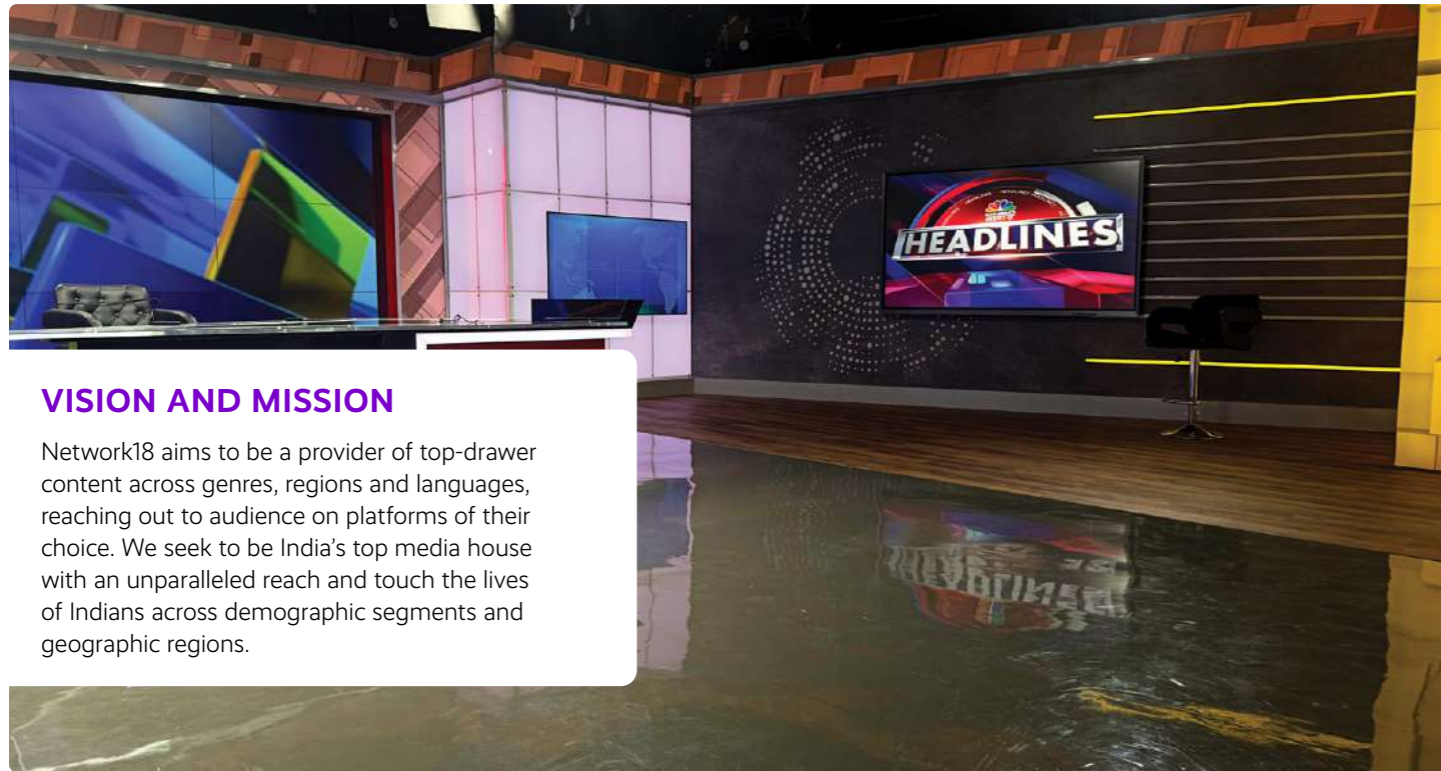 HEADLINES
VISION AND MISSION
Network18 aims to be a provider of top-drawer
content across genres, regions and languages,
reaching out to audience on platforms of their
choice. We seek to be India's top media house
with an unparalleled reach and touch the lives
of Indians across demographic segments and
geographic regions.